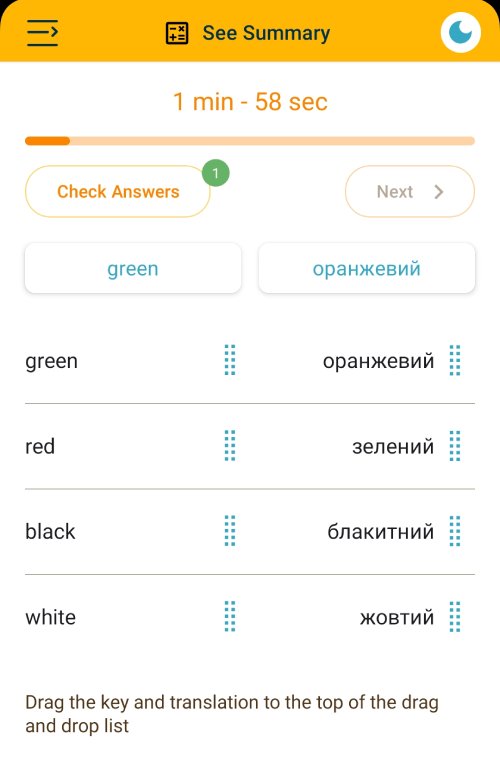 See Summary
1 min - 58 sec
Check Answers
1
Next
green
оранжевий
green
оранжевий
red
зелений
black
блакитний
white
жовтий
Drag the key and translation to the top of the drag
and drop list